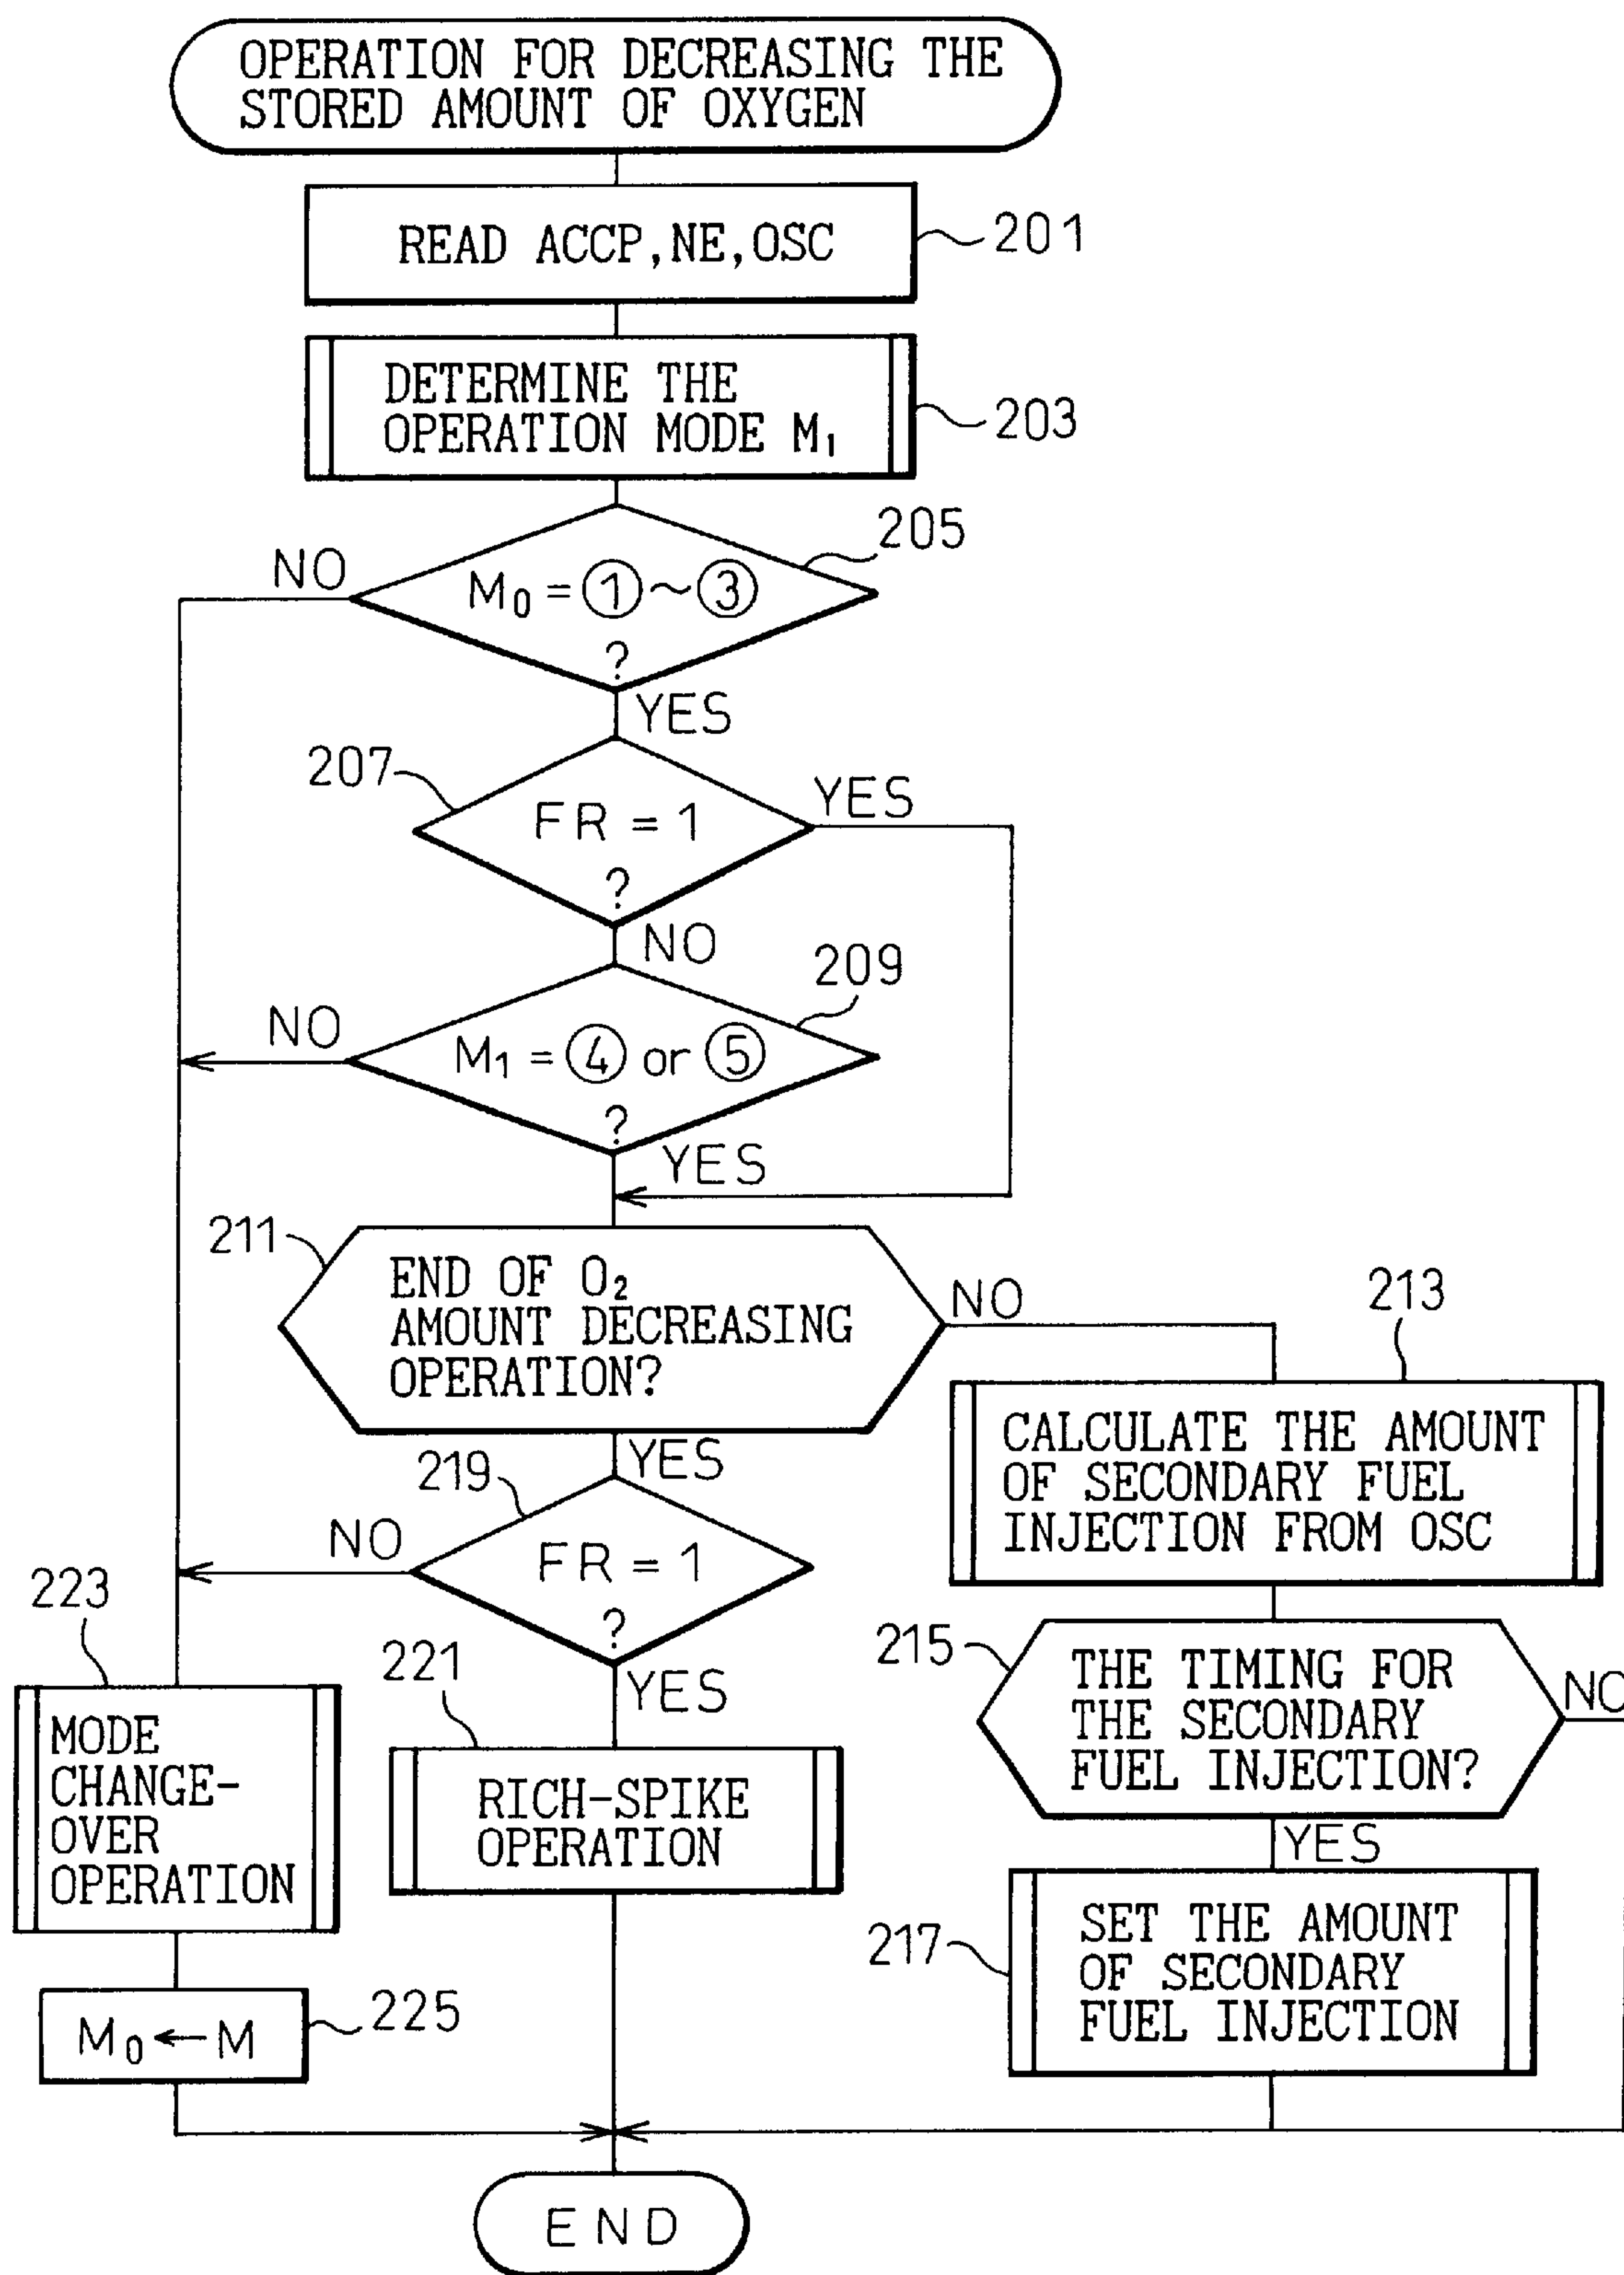 OPERATION FOR DECREASING THE
STORED AMOUNT OF OXYGEN
READ ACCP, NE, OSC
201
DETERMINE THE
OPERATION MODE M₁
203
205
NO
M₀ = ① ~ ③
?
YES
207
FR = 1
?
YES
NO
209
NO
M₁ = ④ or ⑤
?
YES
211
END OF O₂
AMOUNT DECREASING
OPERATION?
NO
213
CALCULATE THE AMOUNT
OF SECONDARY FUEL
INJECTION FROM OSC
YES
219
NO
FR = 1
?
YES
215
THE TIMING FOR
THE SECONDARY
FUEL INJECTION?
NO
YES
223
MODE
CHANGE-
OVER
OPERATION
221
RICH-SPIKE
OPERATION
217
SET THE AMOUNT
OF SECONDARY
FUEL INJECTION
M₀ ← M
225
END